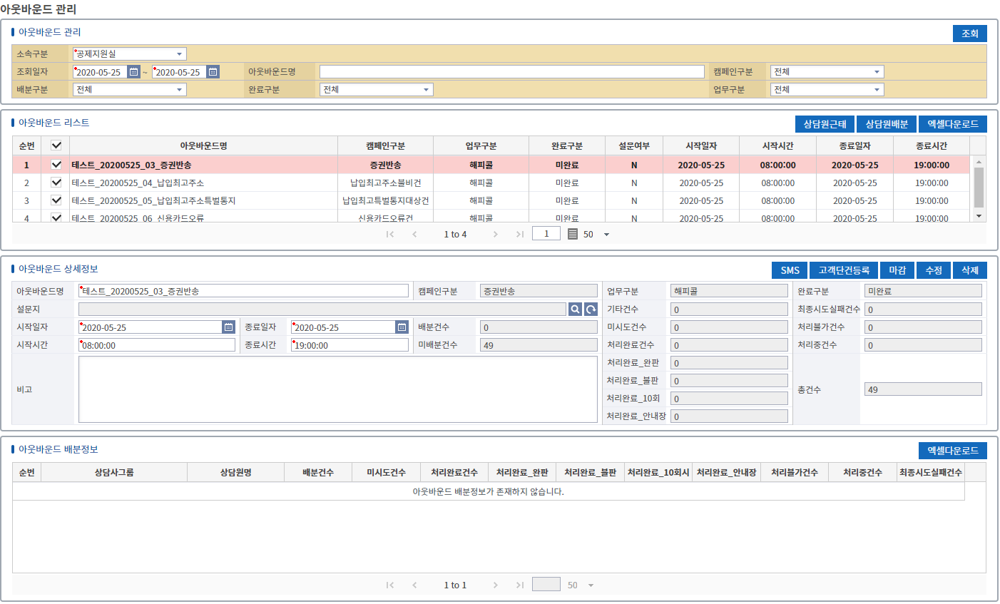 아웃바운드 관리
아웃바운드 관리 조회
소속구분 공제지원실
조회일자 2020-05-25 ~ 2020-05-25 아웃바운드명 캠페인구분 전체
배분구분 전체 완료구분 전체 업무구분 전체
아웃바운드 리스트 상담원근태 상담원배분 엑셀다운로드
순번 아웃바운드명 캠페인구분 업무구분 완료구분 설문여부 시작일자 시작시간 종료일자 종료시간
1 테스트_20200525_03_증권반송 증권반송 해피콜 미완료 N 2020-05-25 08:00:00 2020-05-25 19:00:00
2 테스트_20200525_04_납입최고주소 납입최고주소불비건 해피콜 미완료 N 2020-05-25 08:00:00 2020-05-25 19:00:00
3 테스트_20200525_05_납입최고주소특별통지 납입최고특별통지대상건 해피콜 미완료 N 2020-05-25 08:00:00 2020-05-25 19:00:00
4 테스트_20200525_06_신용카드오류 신용카드오류건 해피콜 미완료 N 2020-05-25 08:00:00 2020-05-25 19:00:00
1 to 4 1 50
아웃바운드 상세정보 SMS 고객단건등록 마감 수정 삭제
아웃바운드명 테스트_20200525_03_증권반송 캠페인구분 증권반송 업무구분 해피콜 완료구분 미완료
설문지 기타건수 0 최종시도실패건수 0
시작일자 2020-05-25 종료일자 2020-05-25 배분건수 0 미시도건수 0 처리불가건수 0
시작시간 08:00:00 종료시간 19:00:00 미배분건수 49 처리완료건수 0 처리중건수 0
비고 처리완료_완판 0
처리완료_불판 0
총건수 49
처리완료_10회 0
처리완료_안내장 0
아웃바운드 배분정보 엑셀다운로드
순번 상담사그룹 상담원명 배분건수 미시도건수 처리완료건수 처리완료_완판 처리완료_불판 처리완료_10회시 처리완료_안내장 처리불가건수 처리중건수 최종시도실패건수
아웃바운드 배분정보가 존재하지 않습니다.
1 to 1 50